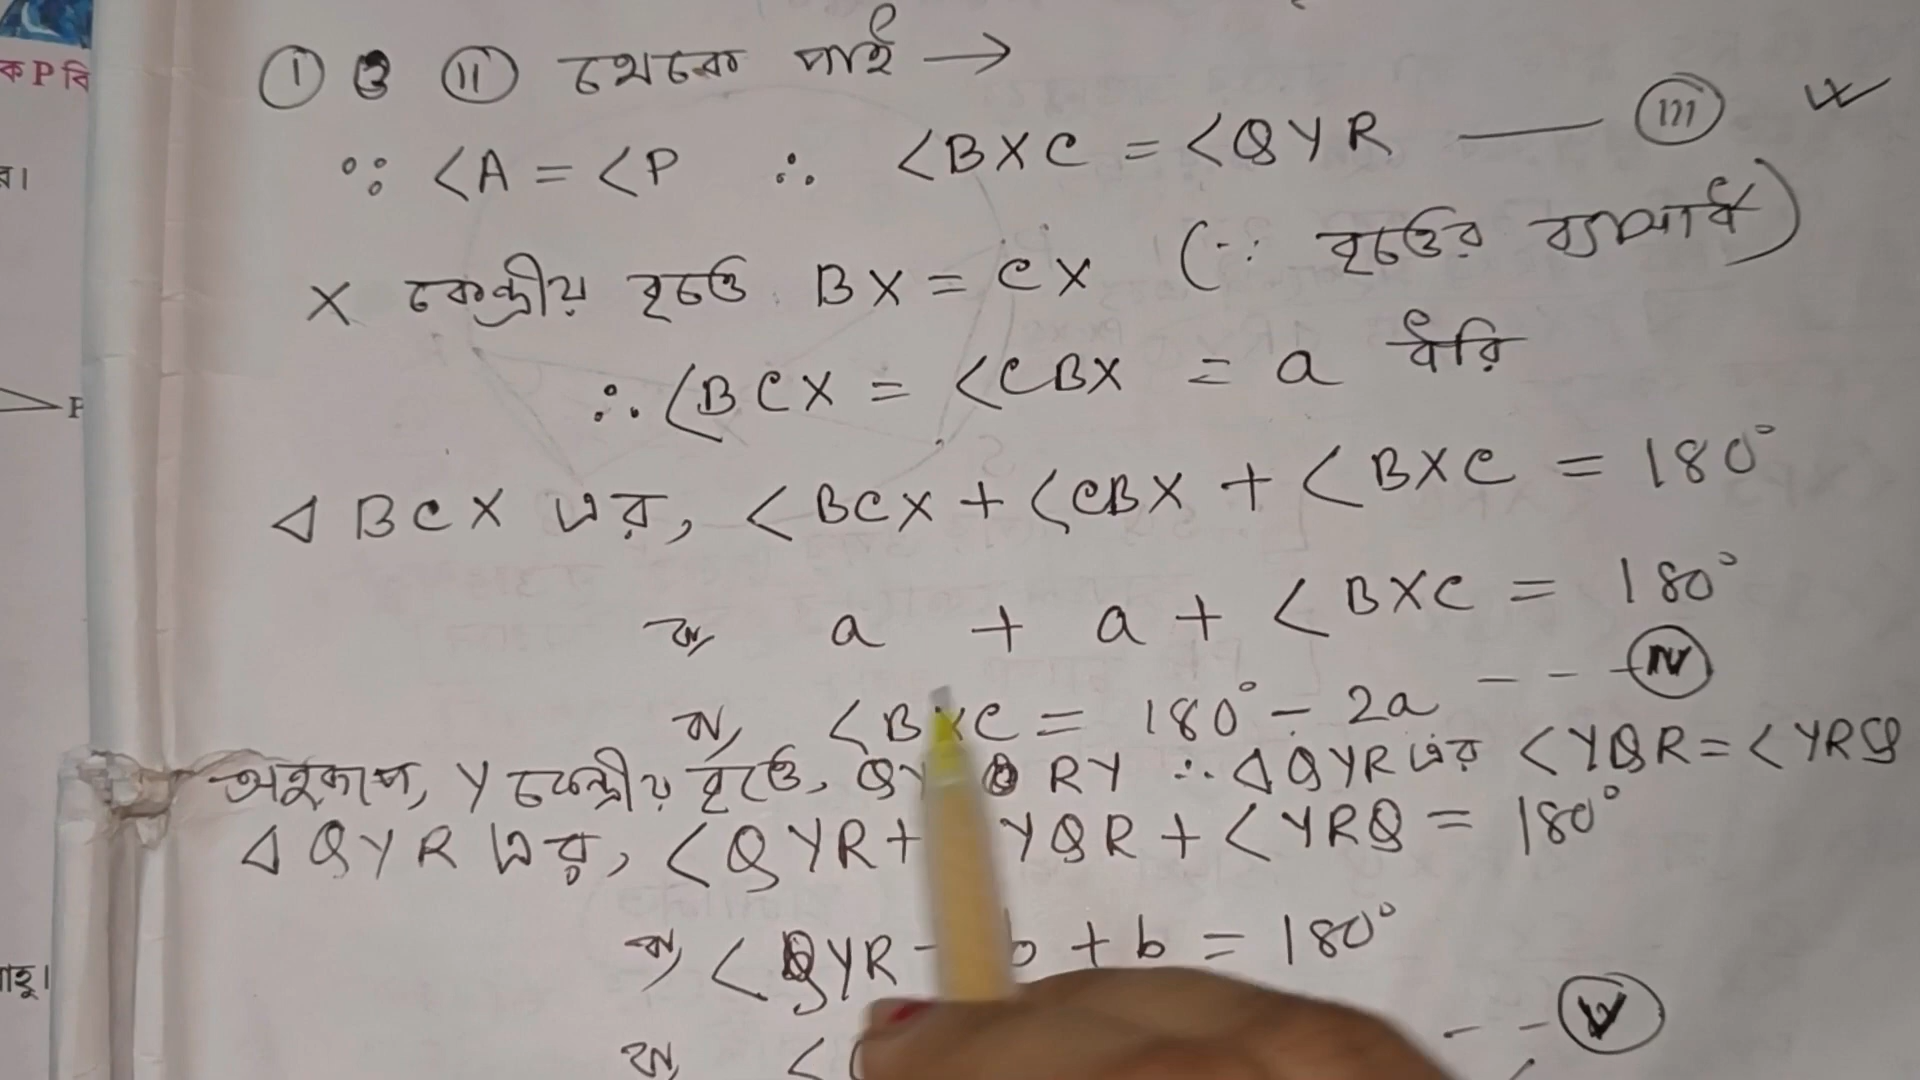 ক P বি
র।
P
হু।
Ⓘ ও Ⓘⅰ থেকে পাই →
∵ <A = <P ∴ <BXC = <QYR —— (iii)
X কেন্দ্রীয় বৃত্তে BX = CX (∵ বৃত্তের ব্যাসার্ধ)
∴ <BCX = <CBX = a ধরি
△ BCX এর, <BCX + <CBX + <BXC = 180°
বা, a + a + <BXC = 180°
বা, <BXC = 180° - 2a - - - (iv)
অনুরূপে, Y কেন্দ্রীয় বৃত্তে, QY RY ∴ △QYR এর <YQR = <YRQ
△ QYR এর, <QYR + YQR + <YRQ = 180°
বা, <QYR b + b = 180°
বা, < - - (v)